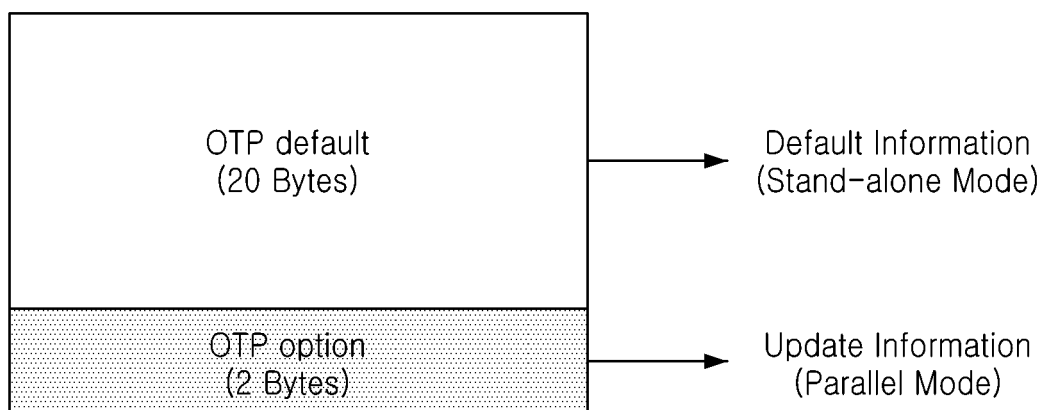 OTP default
(20 Bytes)
Default Information
(Stand-alone Mode)
OTP option
(2 Bytes)
Update Information
(Parallel Mode)